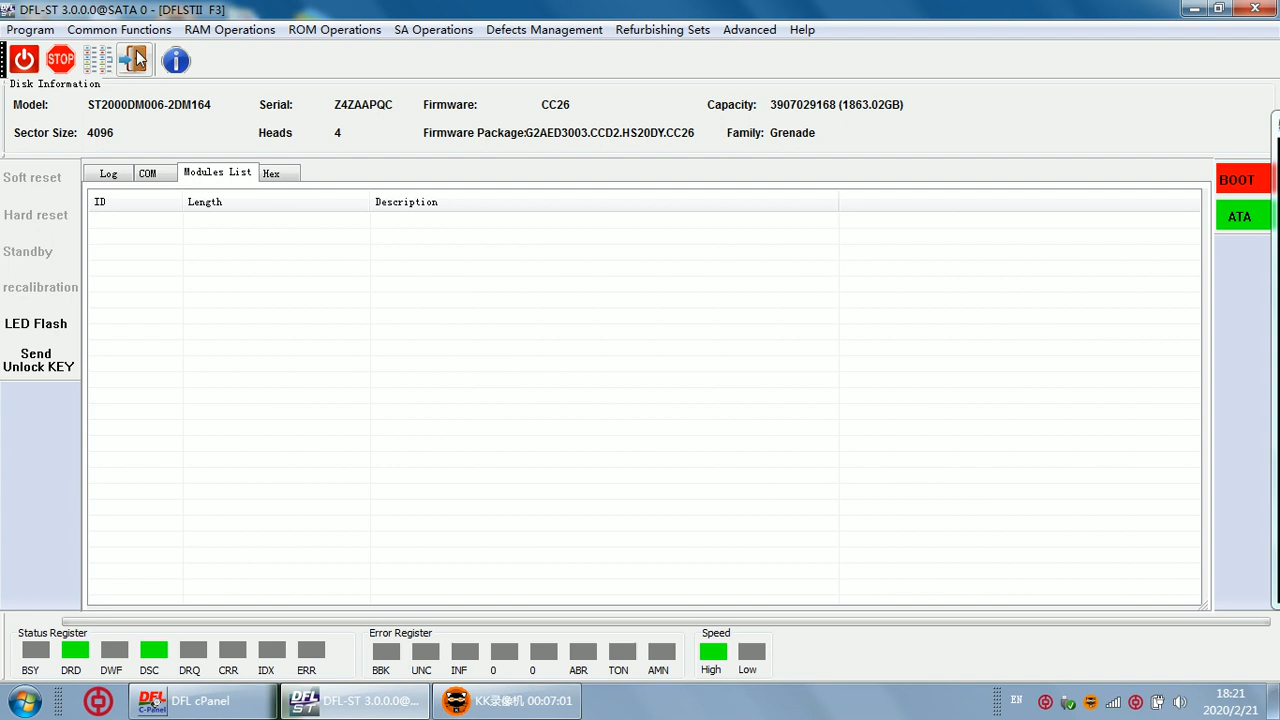 DFL-ST 3.0.0.0@SATA 0 - [DFLSTII F3]
Program Common Functions RAM Operations ROM Operations SA Operations Defects Management Refurbishing Sets Advanced Help
STOP
Disk Information
Model: ST2000DM006-2DM164 Serial: Z4ZAAPQC Firmware: CC26 Capacity: 3907029168 (1863.02GB)
Sector Size: 4096 Heads 4 Firmware Package:G2AED3003.CCD2.HS20DY.CC26 Family: Grenade
Log COM Modules List Hex
ID Length Description
Soft reset
Hard reset
Standby
recalibration
LED Flash
Send
Unlock KEY
BOOT
ATA
Status Register Error Register Speed
BSY DRD DWF DSC DRQ CRR IDX ERR BBK UNC INF 0 0 ABR TON AMN High Low
DFL C-Panel DFL cPanel DFL ST DFL-ST 3.0.0.0@... KK录像机 00:07:01 EN 18:21
2020/2/21